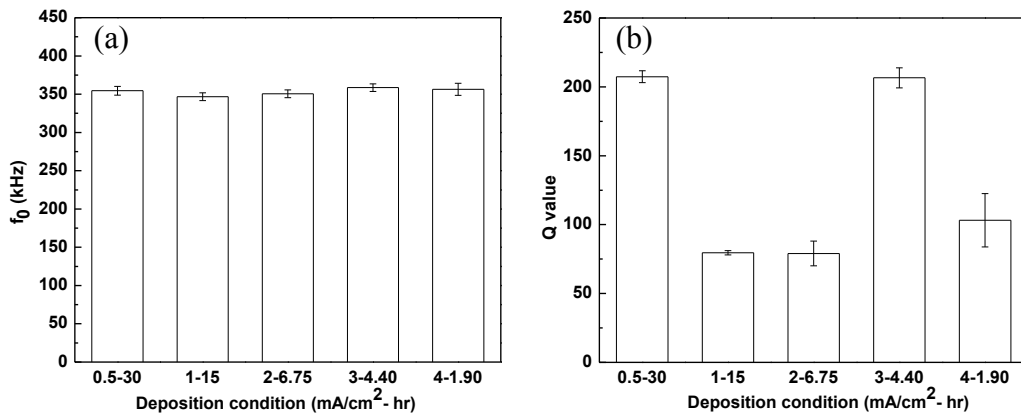 (a)
450
400
350
300
250
200
150
100
50
0
f0 (kHz)
0.5-30 1-15 2-6.75 3-4.40 4-1.90
Deposition condition (mA/cm2- hr)
(b)
250
200
150
100
50
0
Q value
0.5-30 1-15 2-6.75 3-4.40 4-1.90
Deposition condition (mA/cm2- hr)